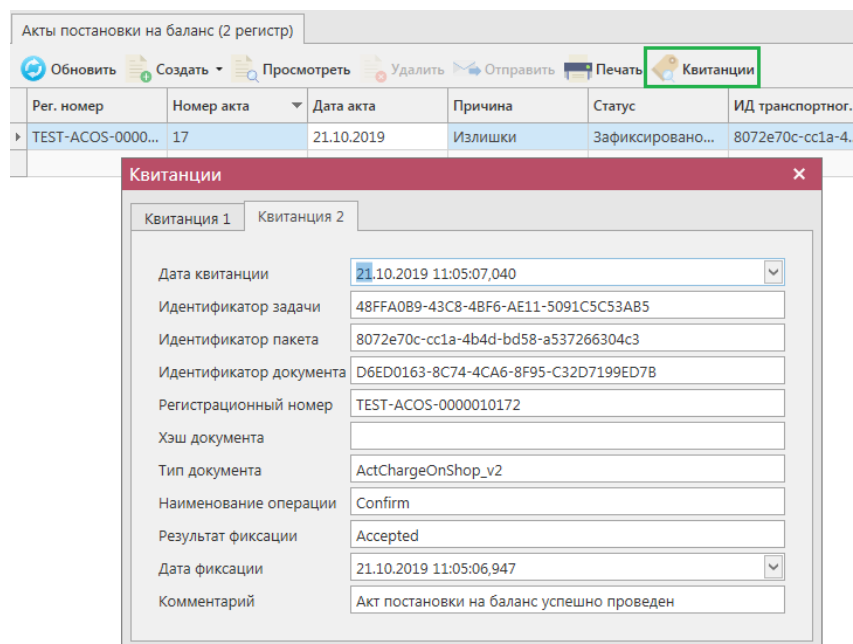 Акты постановки на баланс (2 регистр)
Обновить Создать Просмотреть Удалить Отправить Печать Квитанции
Рег. номер Номер акта Дата акта Причина Статус ИД транспортног.
TEST-ACOS-0000... 17 21.10.2019 Излишки Зафиксировано... 8072e70c-cc1a-4..
Квитанции
Квитанция 1 Квитанция 2
Дата квитанции 21.10.2019 11:05:07,040
Идентификатор задачи 48FFA0B9-43C8-4BF6-AE11-5091C5C53AB5
Идентификатор пакета 8072e70c-cc1a-4b4d-bd58-a537266304c3
Идентификатор документа D6ED0163-8C74-4CA6-8F95-C32D7199ED7B
Регистрационный номер TEST-ACOS-0000010172
Хэш документа
Тип документа ActChargeOnShop_v2
Наименование операции Confirm
Результат фиксации Accepted
Дата фиксации 21.10.2019 11:05:06,947
Комментарий Акт постановки на баланс успешно проведен